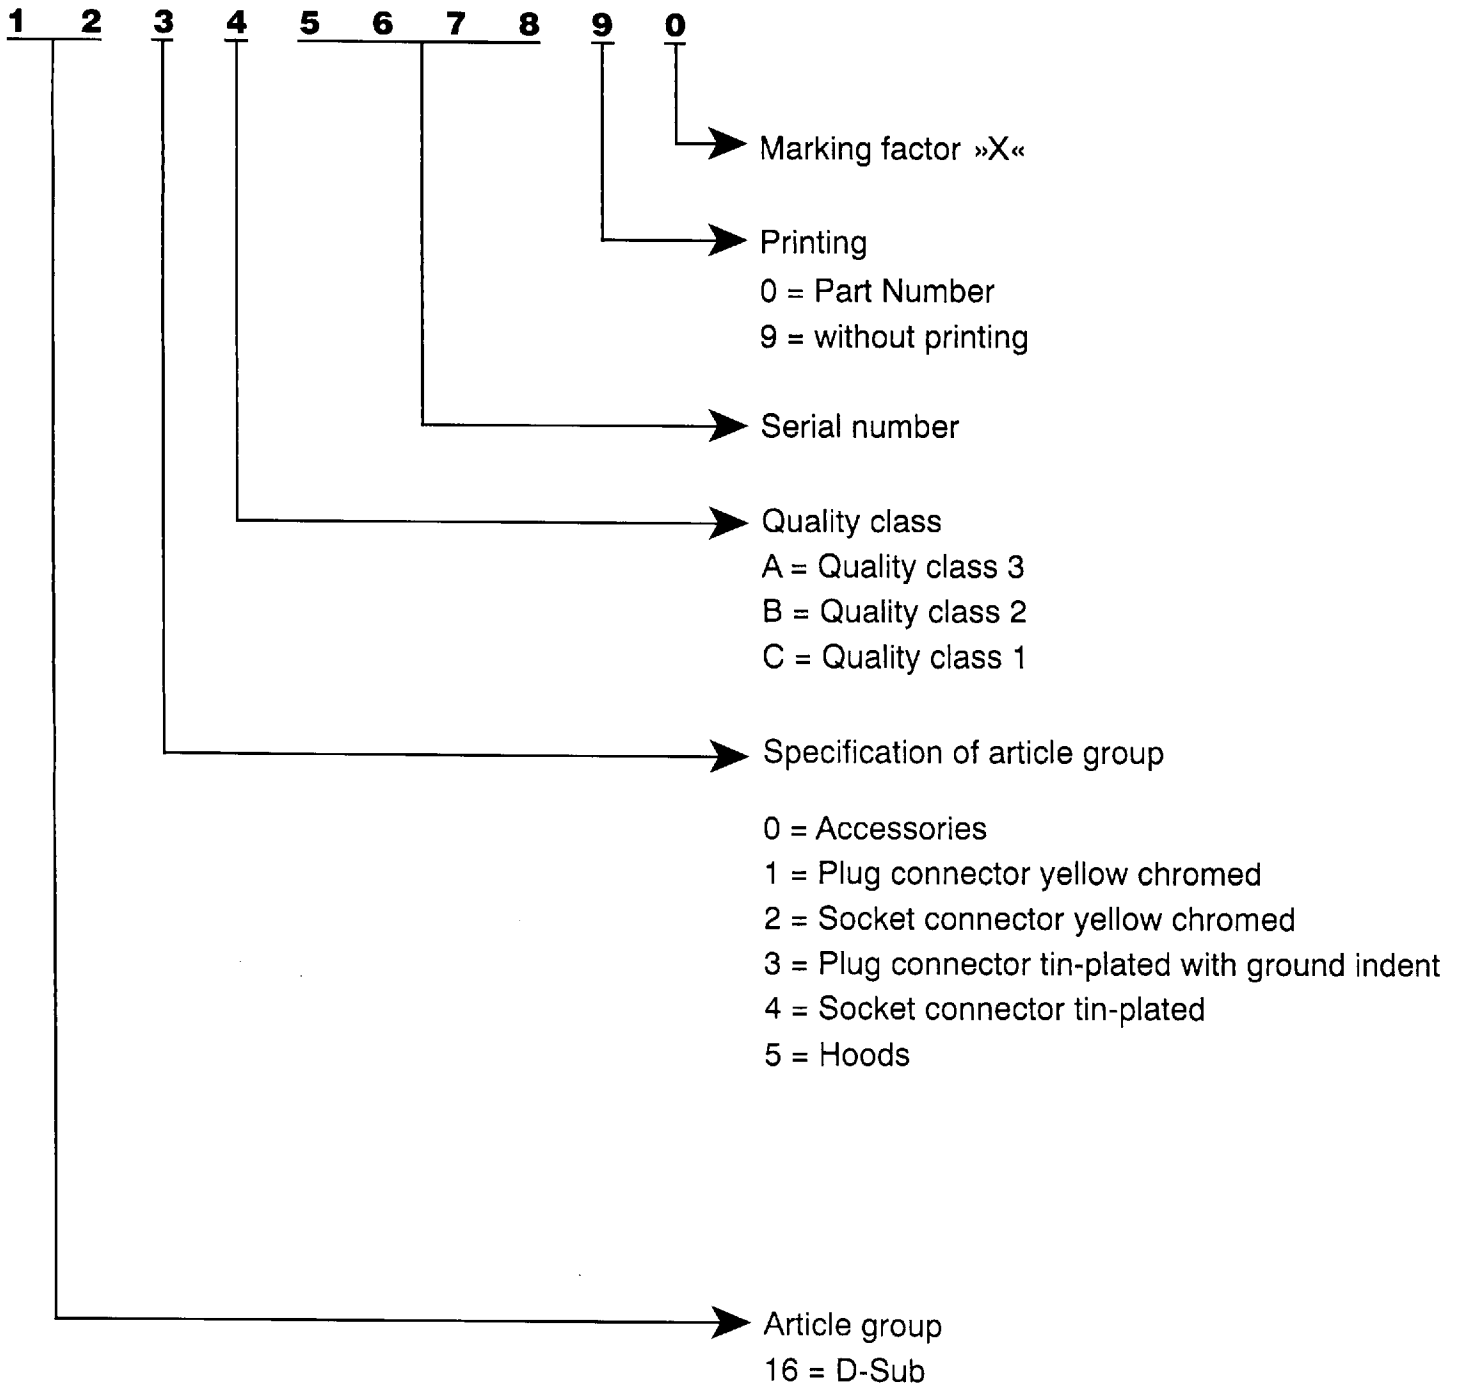 1 2 3 4 5 6 7 8 9 0
Marking factor »X«
Printing
0 = Part Number
9 = without printing
Serial number
Quality class
A = Quality class 3
B = Quality class 2
C = Quality class 1
Specification of article group
0 = Accessories
1 = Plug connector yellow chromed
2 = Socket connector yellow chromed
3 = Plug connector tin-plated with ground indent
4 = Socket connector tin-plated
5 = Hoods
Article group
16 = D-Sub